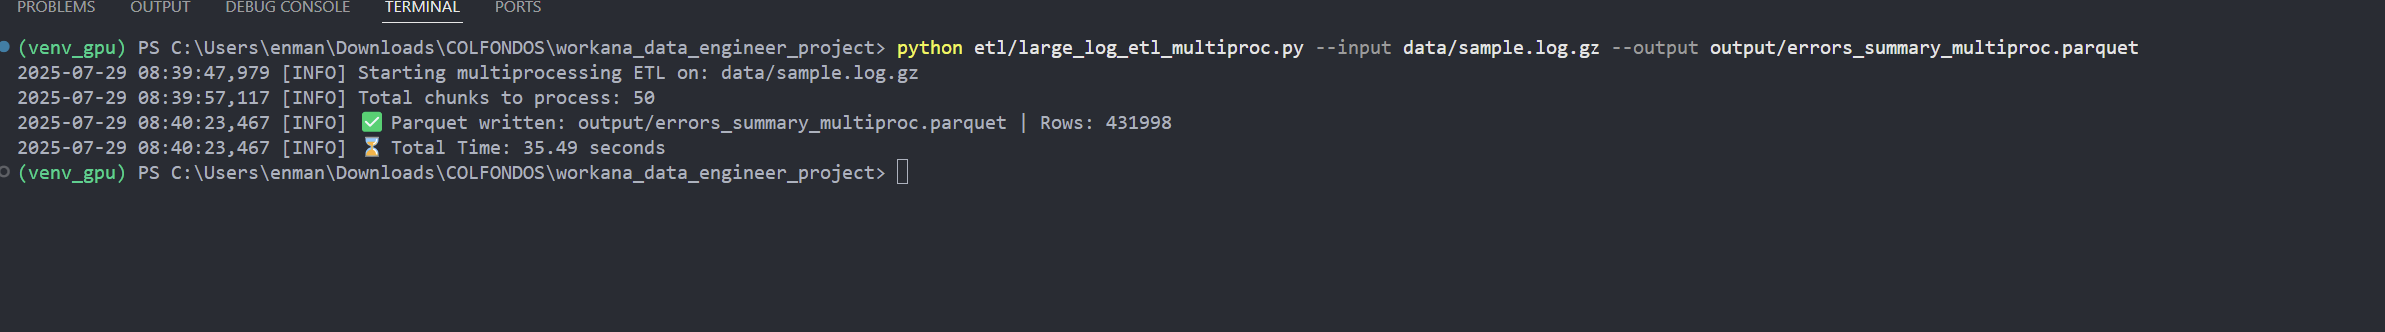 PROBLEMS OUTPUT DEBUG CONSOLE TERMINAL PORTS
(venv_gpu) PS C:\Users\enman\Downloads\COLFONDOS\workana_data_engineer_project> python etl/large_log_etl_multiproc.py --input data/sample.log.gz --output output/errors_summary_multiproc.parquet
2025-07-29 08:39:47,979 [INFO] Starting multiprocessing ETL on: data/sample.log.gz
2025-07-29 08:39:57,117 [INFO] Total chunks to process: 50
2025-07-29 08:40:23,467 [INFO] ✅ Parquet written: output/errors_summary_multiproc.parquet | Rows: 431998
2025-07-29 08:40:23,467 [INFO] ⏳ Total Time: 35.49 seconds
(venv_gpu) PS C:\Users\enman\Downloads\COLFONDOS\workana_data_engineer_project>